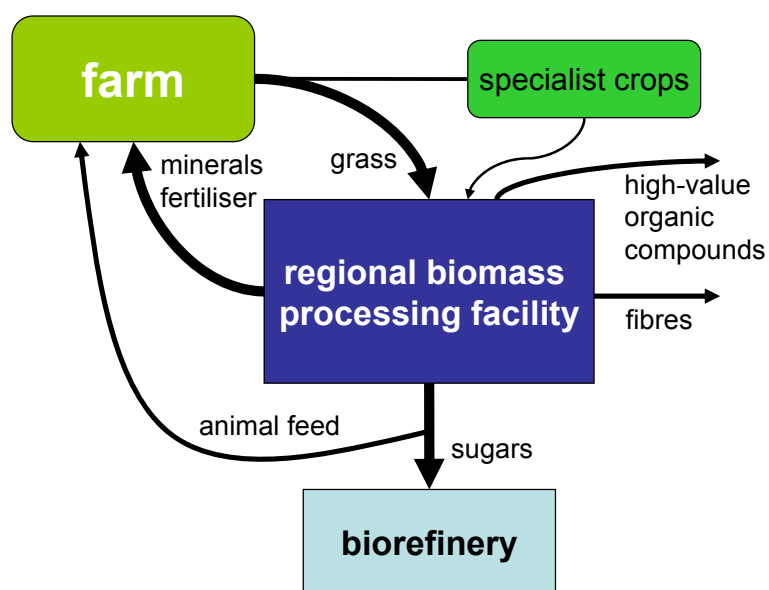 farm
specialist crops
minerals
fertiliser
grass
high-value
organic
compounds
regional biomass
processing facility
fibres
animal feed
sugars
biorefinery